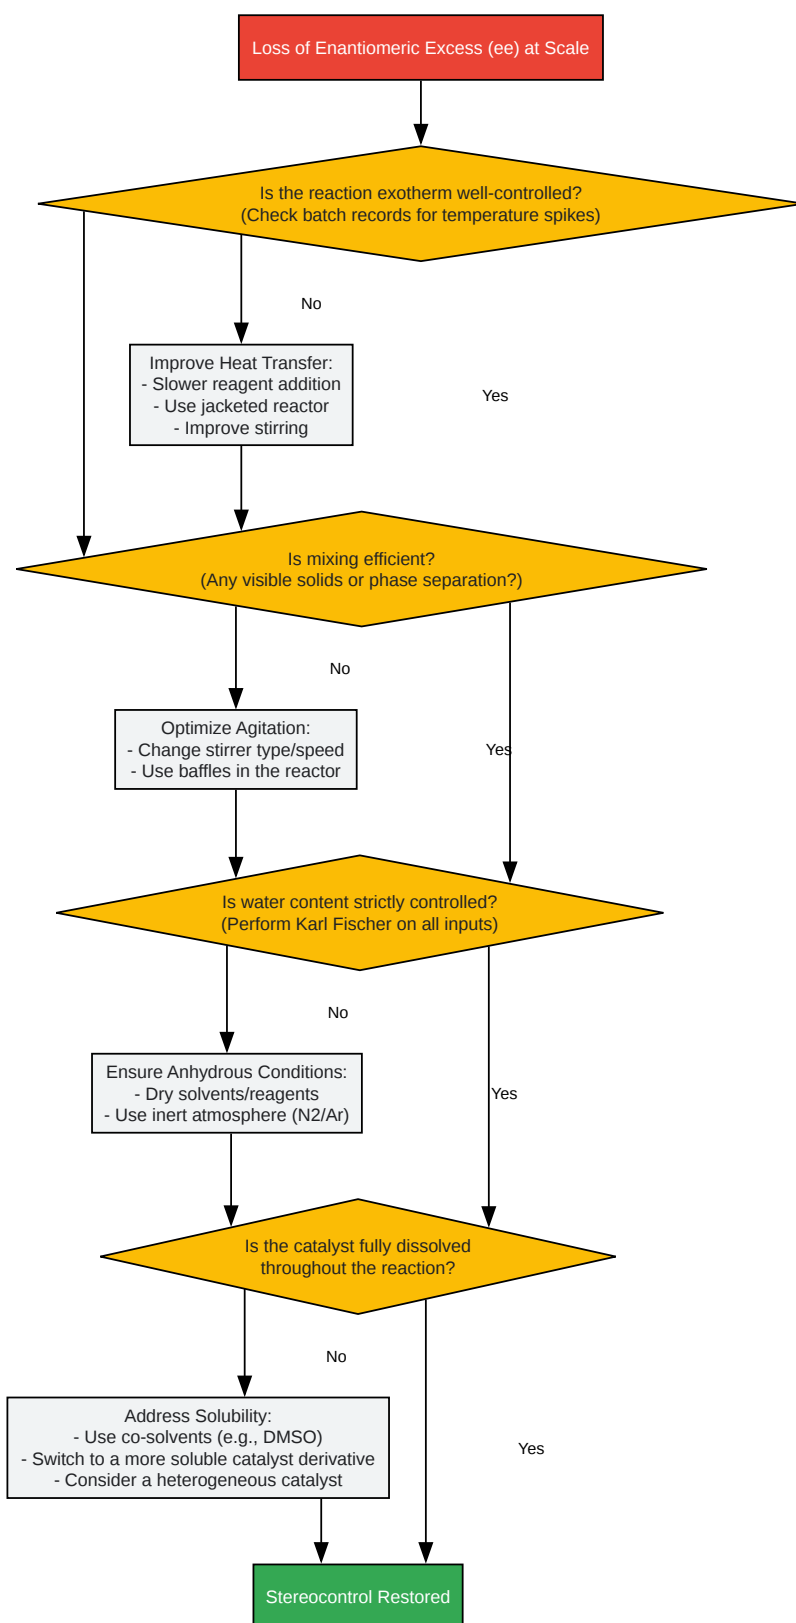 Loss of Enantiomeric Excess (ee) at Scale
Is the reaction exotherm well-controlled?
(Check batch records for temperature spikes)
No
Improve Heat Transfer:
- Slower reagent addition
- Use jacketed reactor
- Improve stirring
Yes
Is mixing efficient?
(Any visible solids or phase separation?)
No
Optimize Agitation:
- Change stirrer type/speed
- Use baffles in the reactor
Yes
Is water content strictly controlled?
(Perform Karl Fischer on all inputs)
No
Ensure Anhydrous Conditions:
- Dry solvents/reagents
- Use inert atmosphere (N2/Ar)
Yes
Is the catalyst fully dissolved
throughout the reaction?
No
Address Solubility:
- Use co-solvents (e.g., DMSO)
- Switch to a more soluble catalyst derivative
- Consider a heterogeneous catalyst
Yes
Stereocontrol Restored